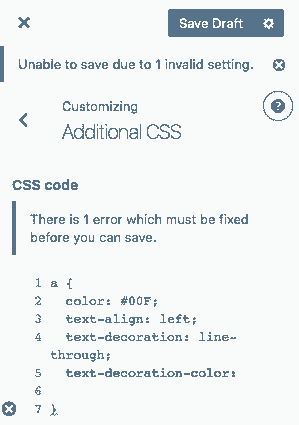 Save Draft
Unable to save due to 1 invalid setting.
Customizing
Additional CSS
CSS code
There is 1 error which must be fixed
before you can save.
1 a {
2 color: #00F;
3 text-align: left;
4 text-decoration: line-
through;
5 text-decoration-color:
6
7 }